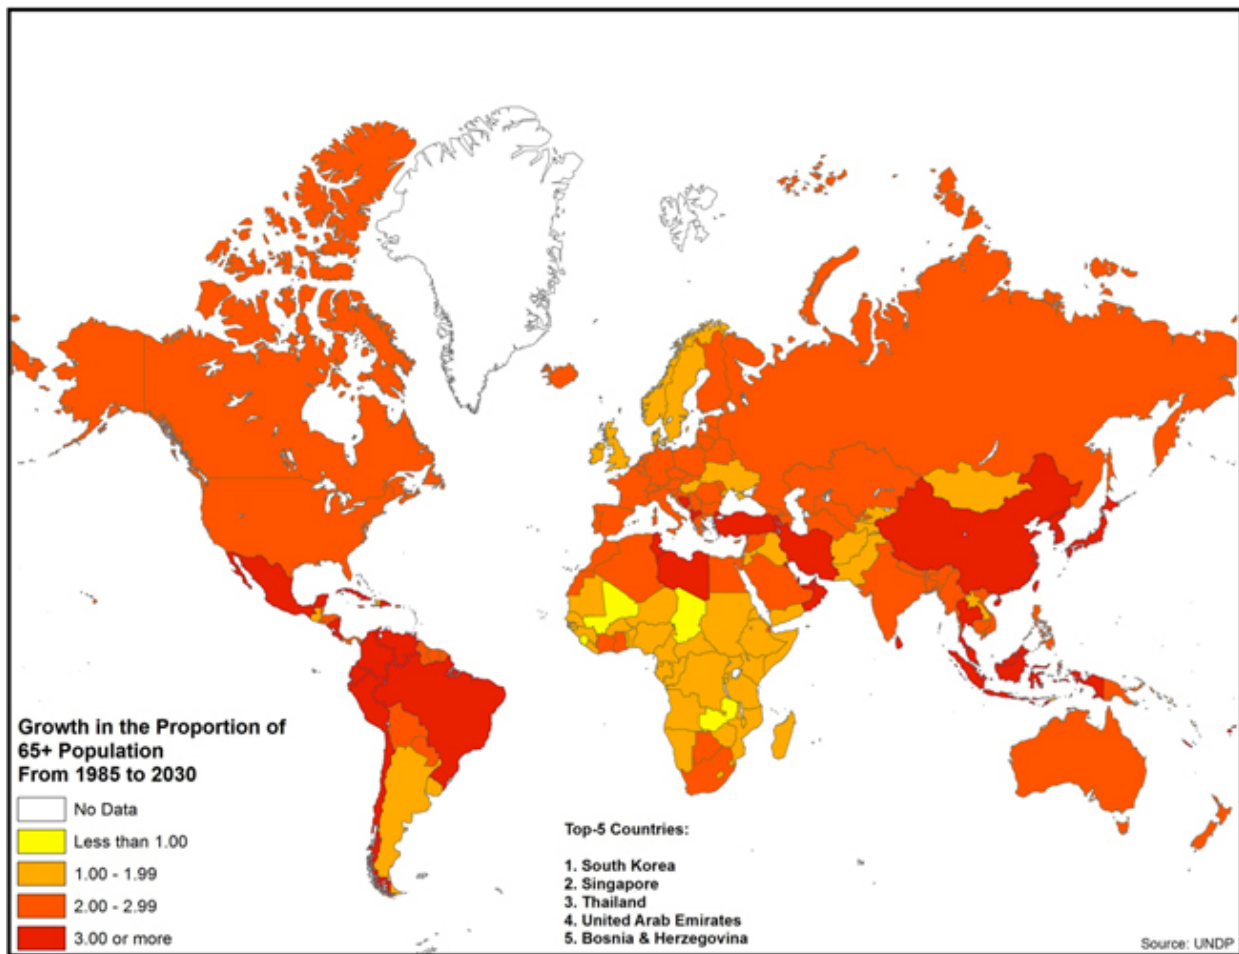 Growth in the Proportion of
65+ Population
From 1985 to 2030
No Data
Less than 1.00
1.00 - 1.99
2.00 - 2.99
3.00 or more
Top-5 Countries:
1. South Korea
2. Singapore
3. Thailand
4. United Arab Emirates
5. Bosnia & Herzegovina
Source: UNDP